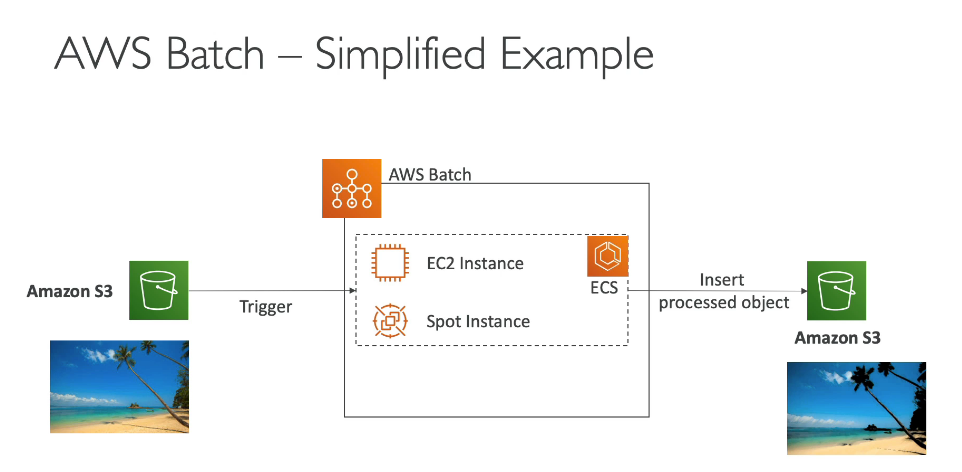 AWS Batch – Simplified Example
AWS Batch
EC2 Instance
ECS
Spot Instance
Amazon S3
Trigger
Insert
processed object
Amazon S3